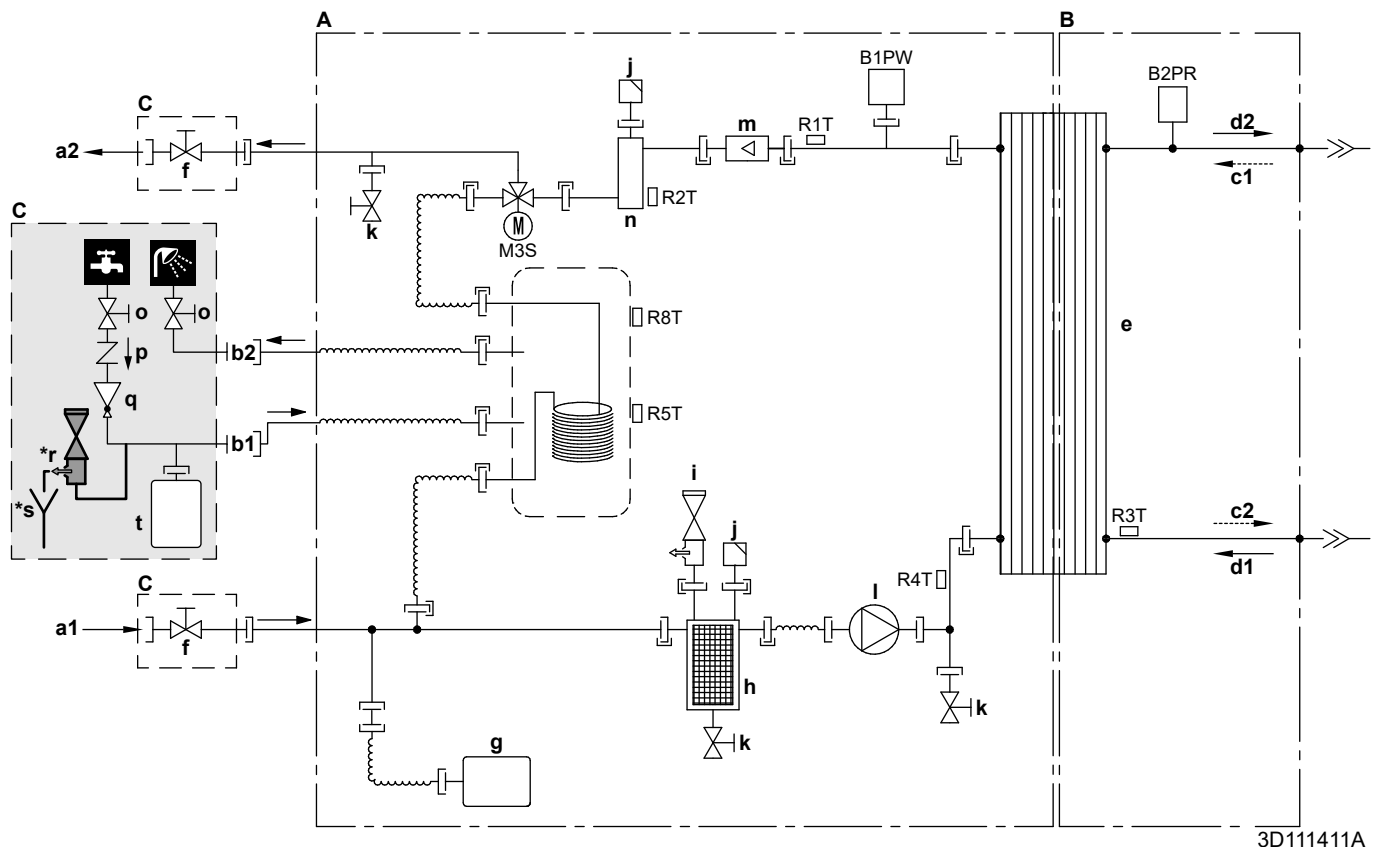 A
B
j
B1PW
B2PR
C
m
R1T
d2
a2
f
c1
k
n
R2T
C
M
M3S
o
o
R8T
e
p
b2
q
R5T
*r
b1
i
*s
t
j
R3T
c2
d1
R4T
l
C
a1
f
h
k
k
g
3D111411A